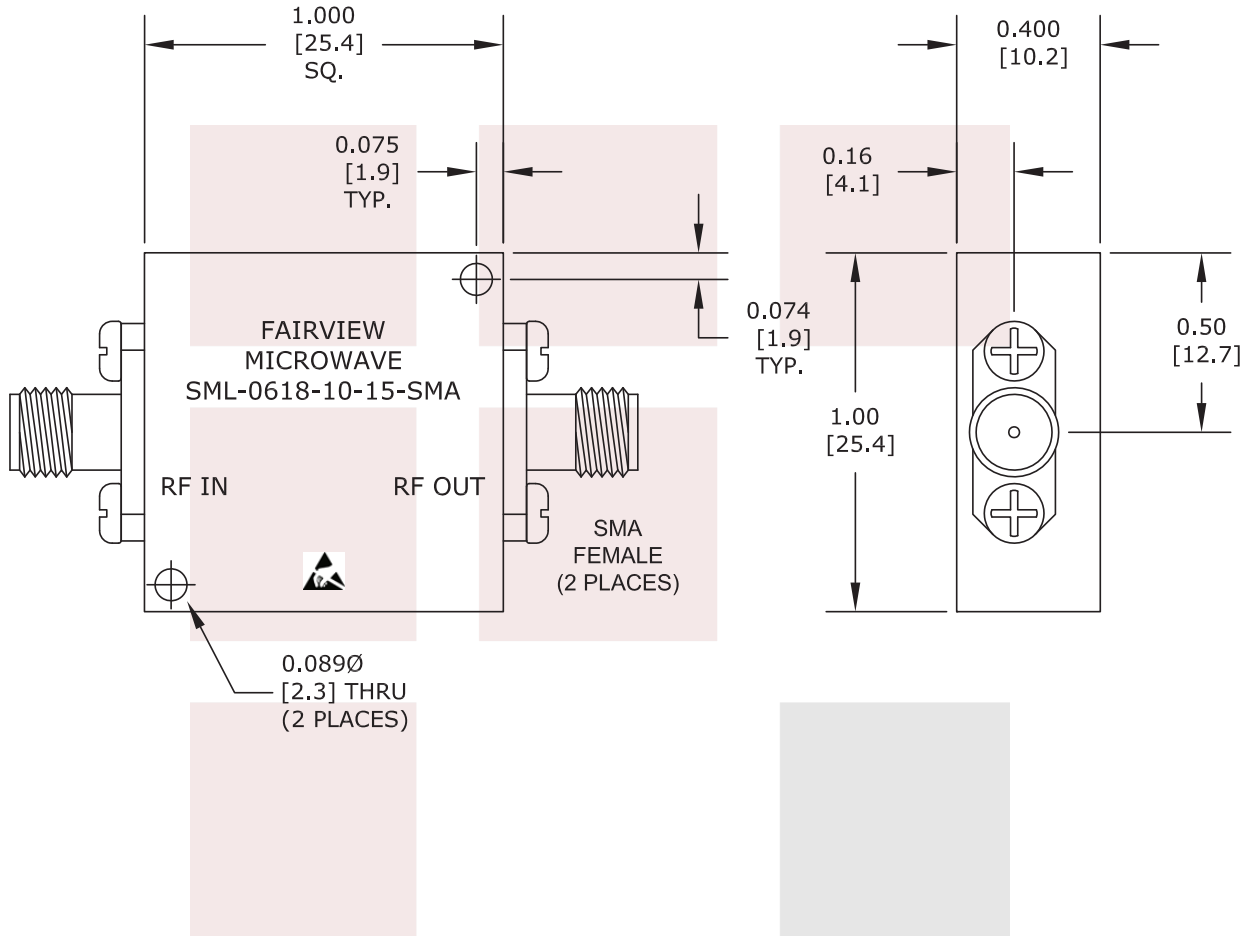 1.000
[25.4]
SQ.
0.400
[10.2]
0.075
[1.9]
TYP.
0.16
[4.1]
0.074
[1.9]
TYP.
0.50
[12.7]
FAIRVIEW
MICROWAVE
SML-0618-10-15-SMA
1.00
[25.4]
RF IN
RF OUT
SMA
FEMALE
(2 PLACES)
0.089Ø
[2.3] THRU
(2 PLACES)